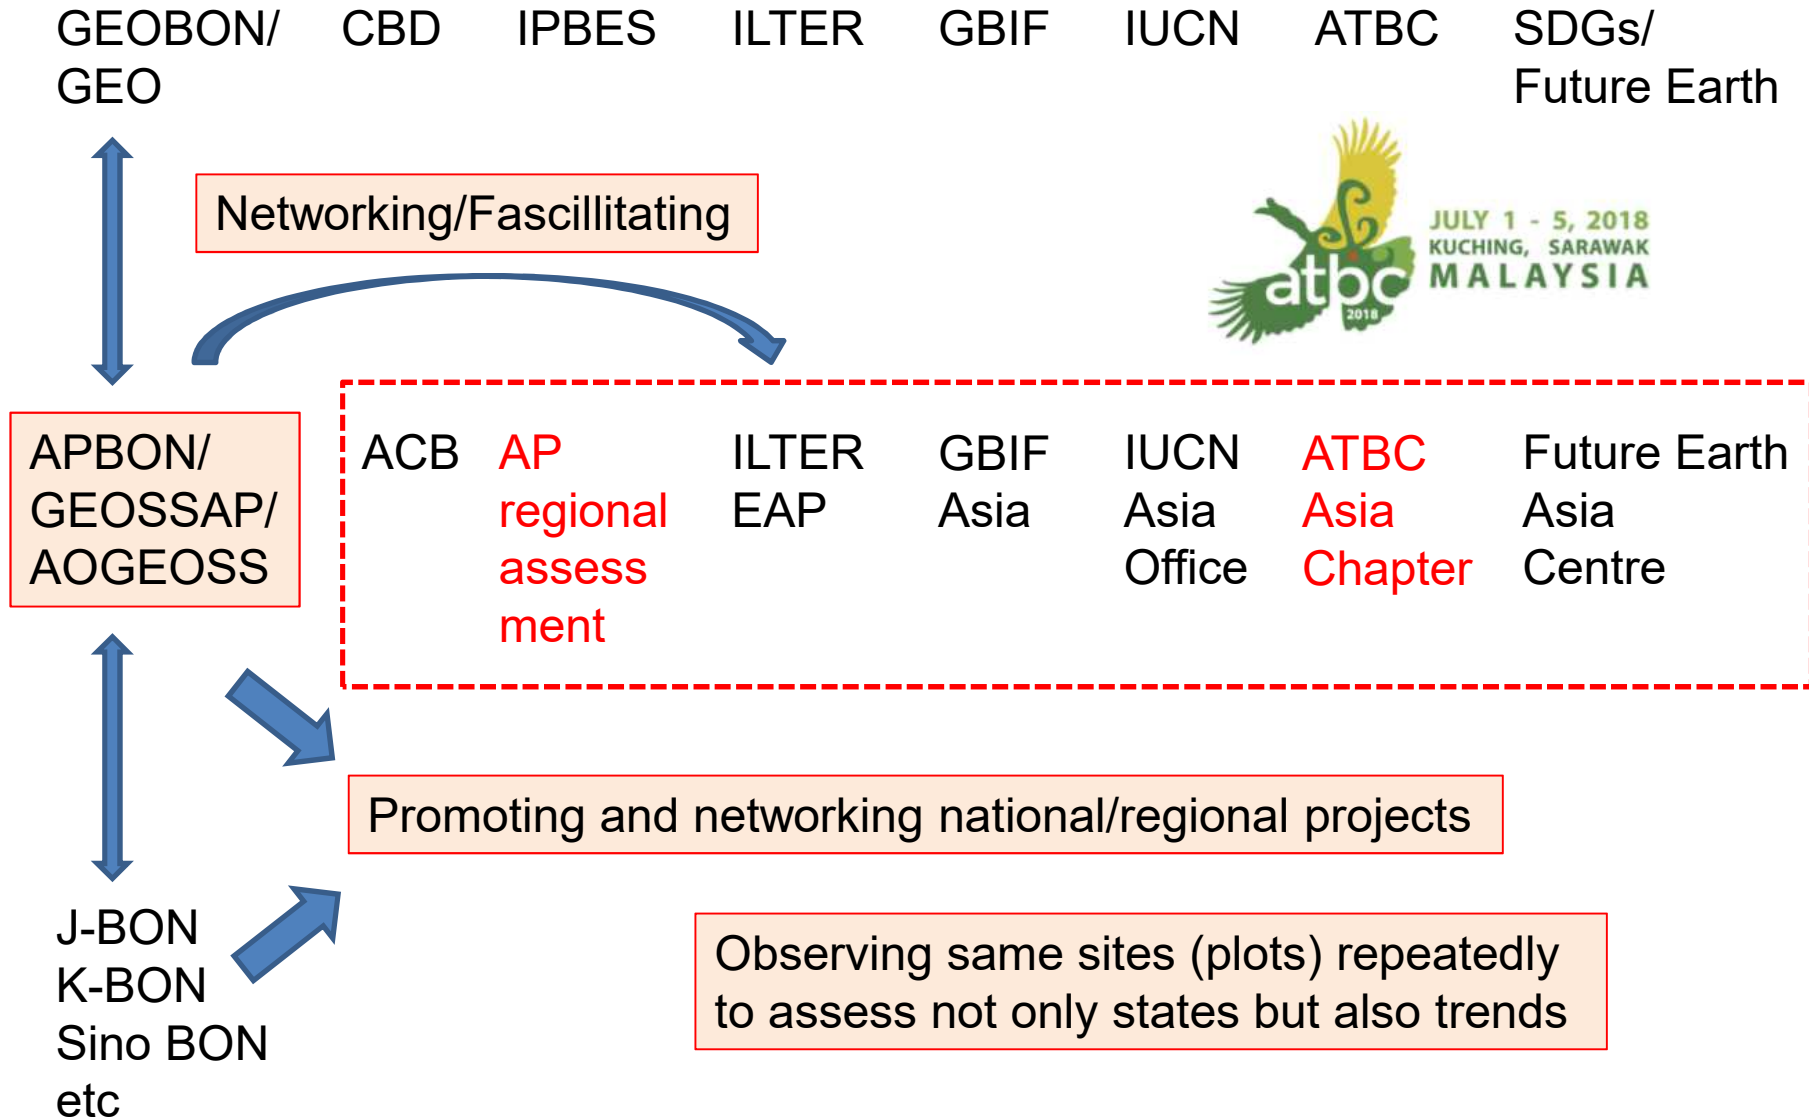 GEOBON/
GEO
CBD
IPBES
ILTER
GBIF
IUCN
ATBC
SDGs/
Future Earth
Networking/Fascillitating
atbc
2018
JULY 1 - 5, 2018
KUCHING, SARAWAK
MALAYSIA
APBON/
GEOSSAP/
AOGEOSS
ACB
AP
regional
assess
ment
ILTER
EAP
GBIF
Asia
IUCN
Asia
Office
ATBC
Asia
Chapter
Future Earth
Asia
Centre
Promoting and networking national/regional projects
J-BON
K-BON
Sino BON
etc
Observing same sites (plots) repeatedly
to assess not only states but also trends